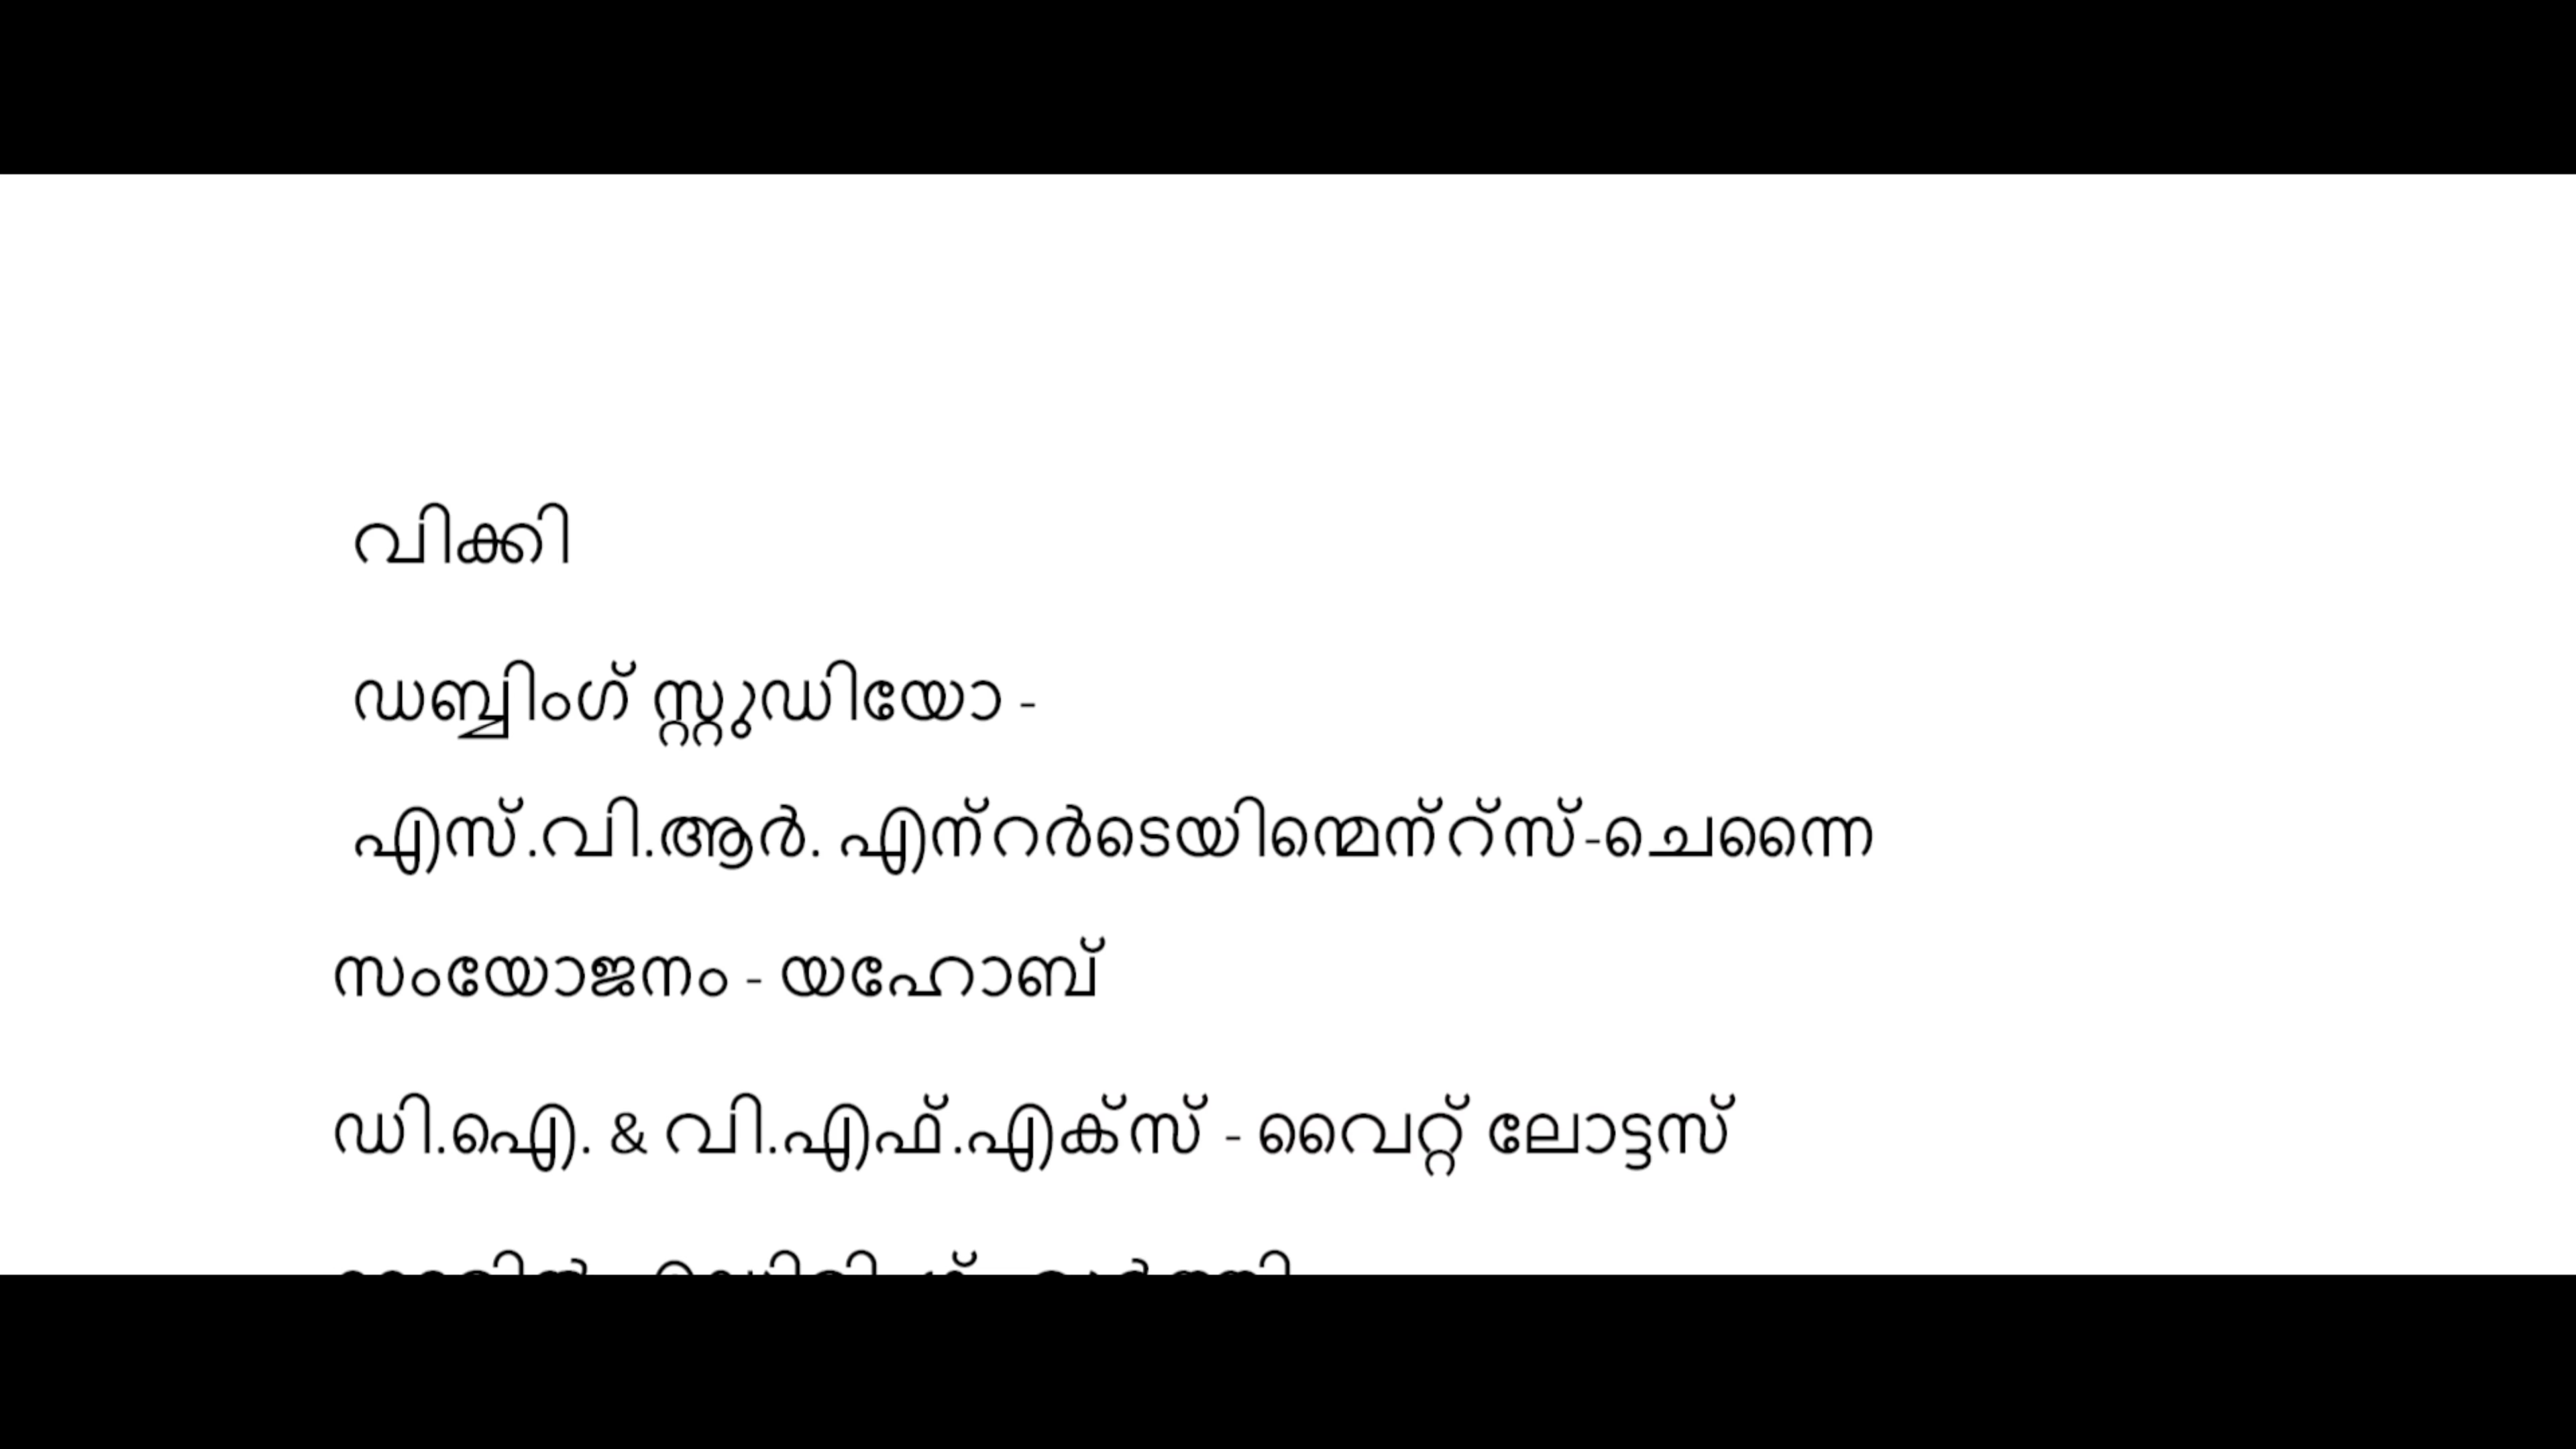 വിക്കി
ഡബ്ബിംഗ് സ്റ്റുഡിയോ -
എസ്.വി.ആർ. എന്റർടെയിന്മെന്റ്സ്-ചെന്നൈ
സംയോജനം - യഹോബ്
ഡി.ഐ. & വി.എഫ്.എക്സ് - വൈറ്റ് ലോട്ടസ്